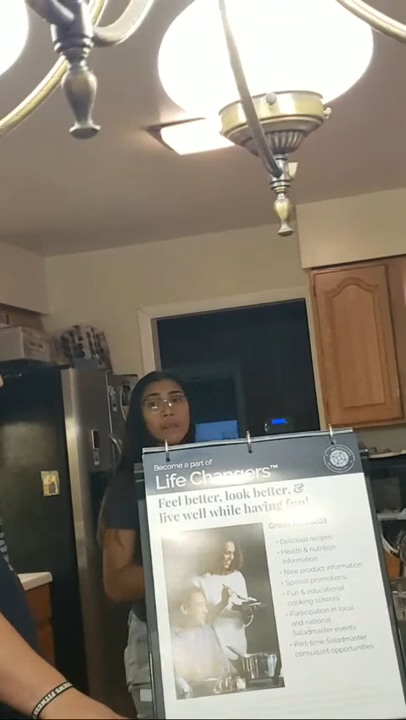 Become a part of
Life Changers™
Feel better, look better, &
live well while having fun!
Great
• Delicious recipes
• Health & nutrition
information
• New product information
• Special promotions
• Fun & educational
cooking schools
• Participation in local
and national
Saladmaster events
• Part-time Saladmaster
consultant opportunities